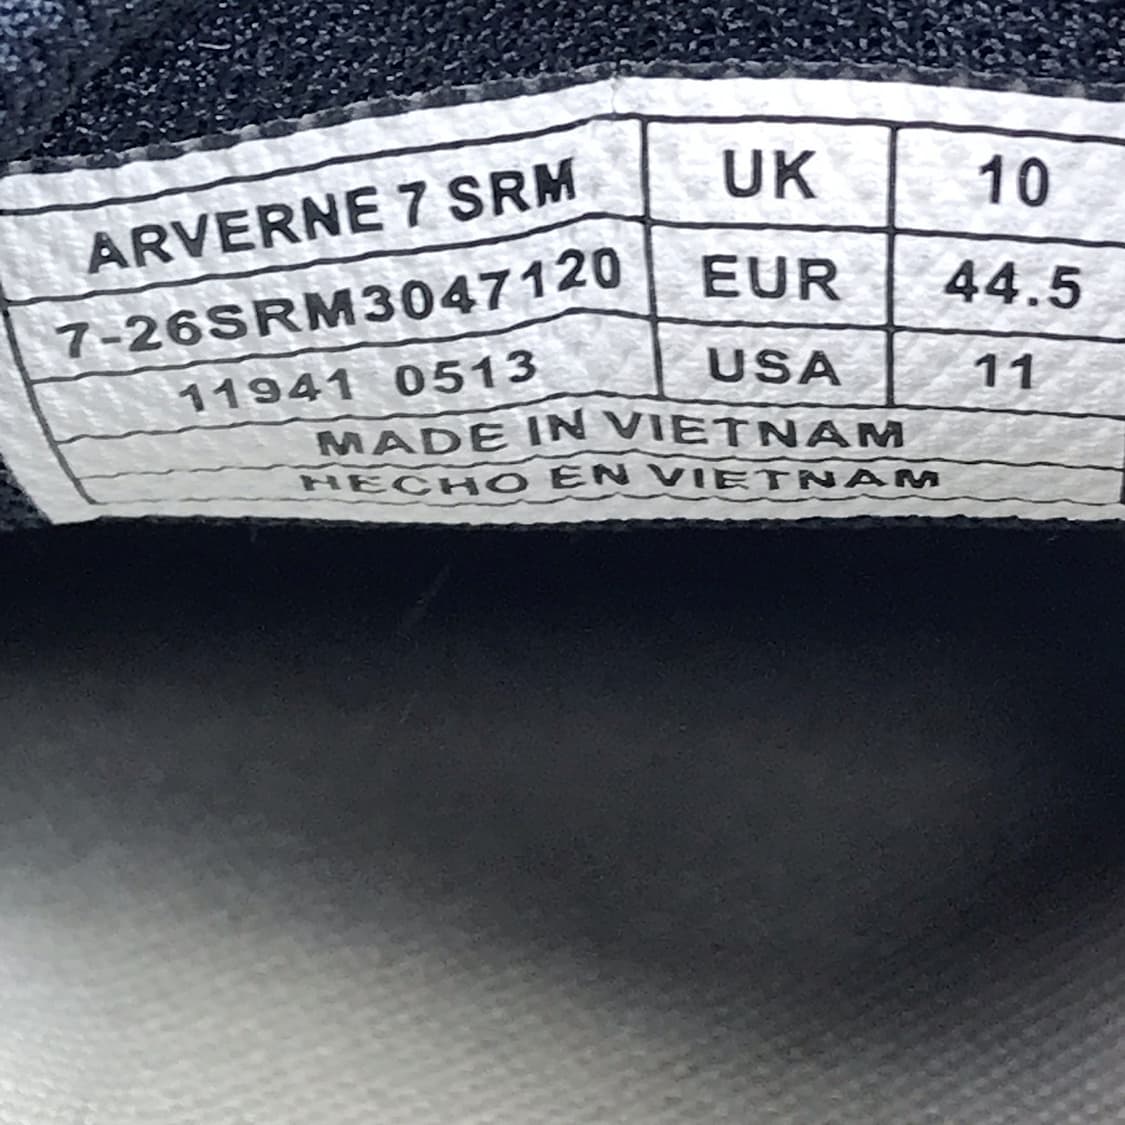 ARVERNE 7 SRM UK 10
7-26SRM3047120 EUR 44.5
11941 0513 USA 11
MADE IN VIETNAM
HECHO EN VIETNAM